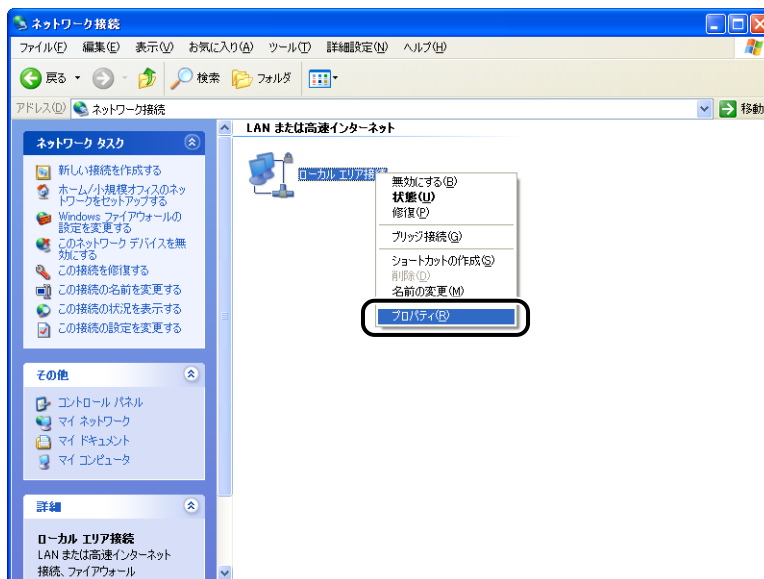 ネットワーク接続
ファイル(F) 編集(E) 表示(V) お気に入り(A) ツール(T) 詳細設定(N) ヘルプ(H)
戻る 検索 フォルダ
アドレス(D) ネットワーク接続 移動
ネットワーク タスク
新しい接続を作成する
ホーム/小規模オフィスのネッ
トワークをセットアップする
Windows ファイアウォールの
設定を変更する
このネットワーク デバイスを無
効にする
この接続を修復する
この接続の名前を変更する
この接続の状況を表示する
この接続の設定を変更する
その他
コントロール パネル
マイ ネットワーク
マイ ドキュメント
マイ コンピュータ
詳細
ローカル エリア接続
LAN または高速インターネット
接続、ファイアウォール
LAN または高速インターネット
ローカル エリア接続
無効にする(B)
状態(U)
修復(P)
ブリッジ接続(G)
ショートカットの作成(S)
削除(D)
名前の変更(M)
プロパティ(R)